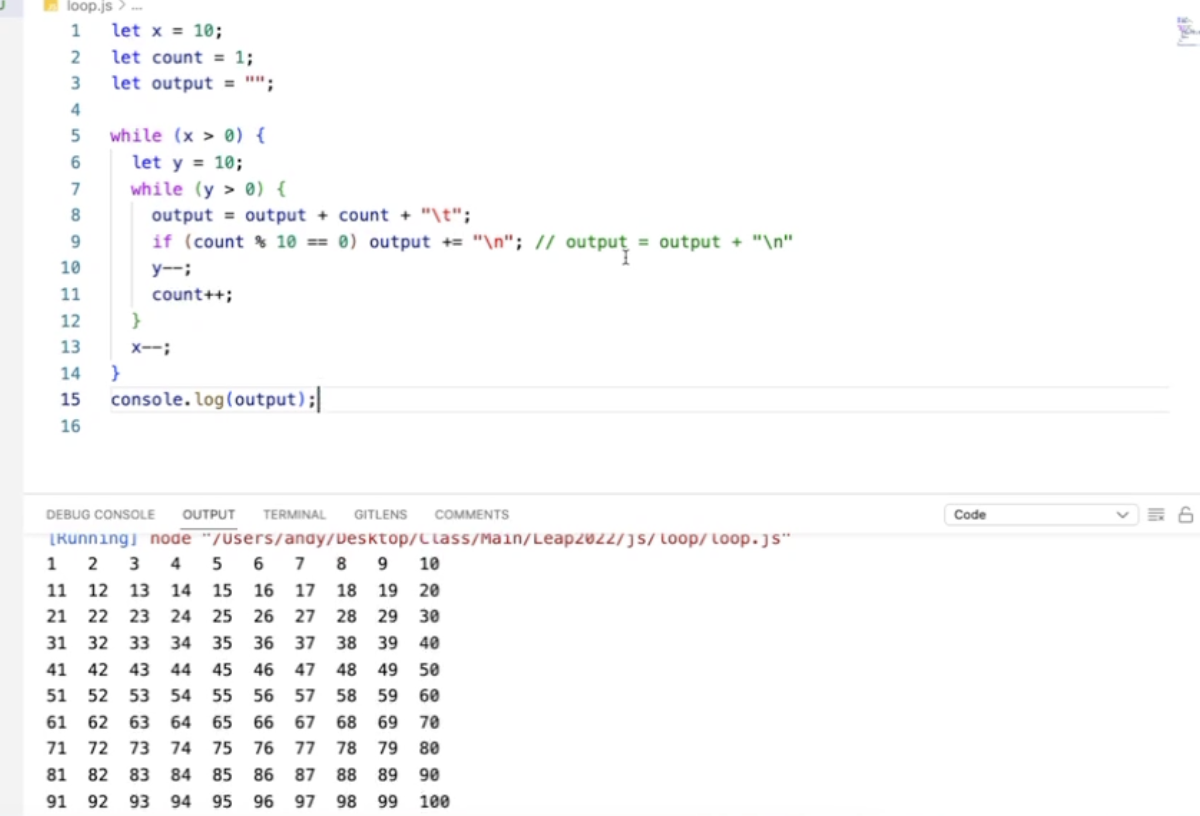 loop.js > ...
1 let x = 10;
2 let count = 1;
3 let output = "";
4
5 while (x > 0) {
6 let y = 10;
7 while (y > 0) {
8 output = output + count + "\t";
9 if (count % 10 == 0) output += "\n"; // output = output + "\n"
10 y--;
11 count++;
12 }
13 x--;
14 }
15 console.log(output);
16
DEBUG CONSOLE OUTPUT TERMINAL GITLENS COMMENTS Code
[Running] node "/Users/andy/Desktop/Class/Main/Leap2022/js/loop/loop.js"
1 2 3 4 5 6 7 8 9 10
11 12 13 14 15 16 17 18 19 20
21 22 23 24 25 26 27 28 29 30
31 32 33 34 35 36 37 38 39 40
41 42 43 44 45 46 47 48 49 50
51 52 53 54 55 56 57 58 59 60
61 62 63 64 65 66 67 68 69 70
71 72 73 74 75 76 77 78 79 80
81 82 83 84 85 86 87 88 89 90
91 92 93 94 95 96 97 98 99 100